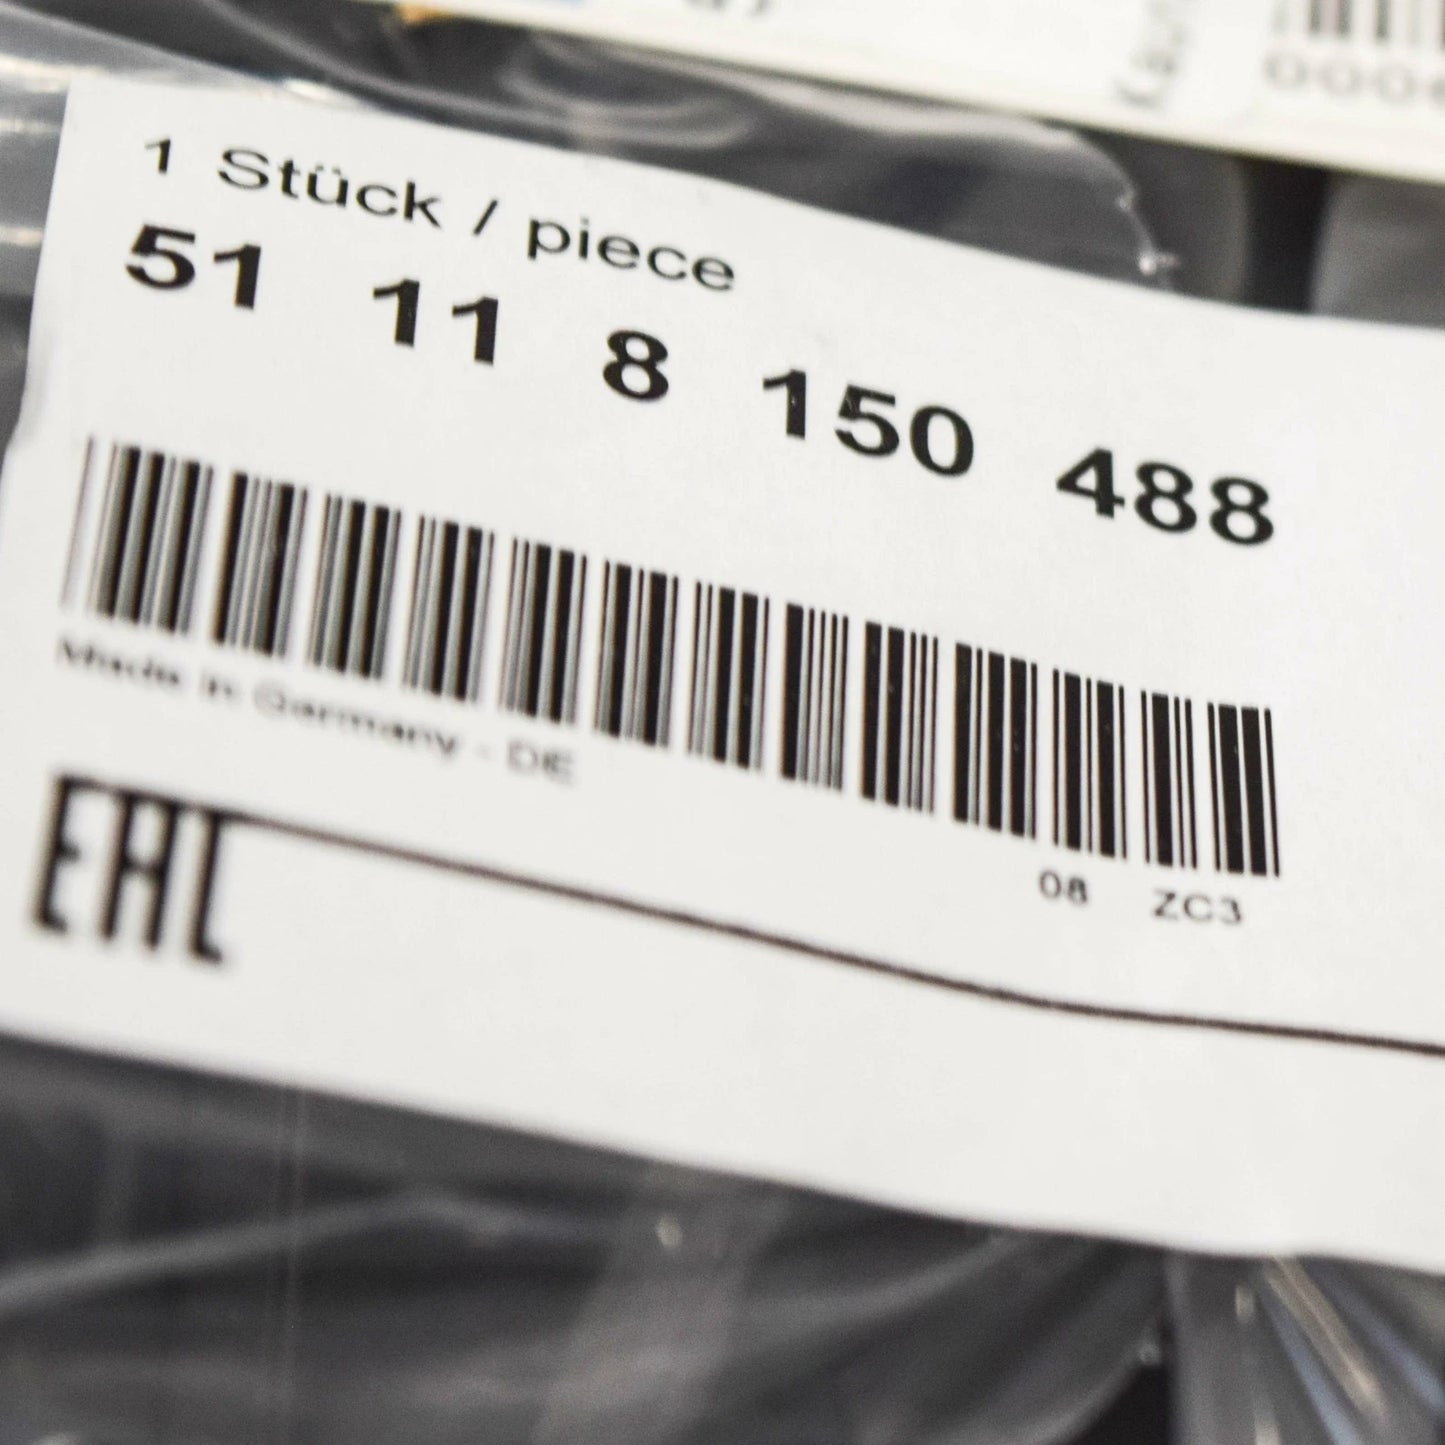 1 Stück / piece
51 11 8 150 488
Made in Germany - DE
08 ZC3
EAC